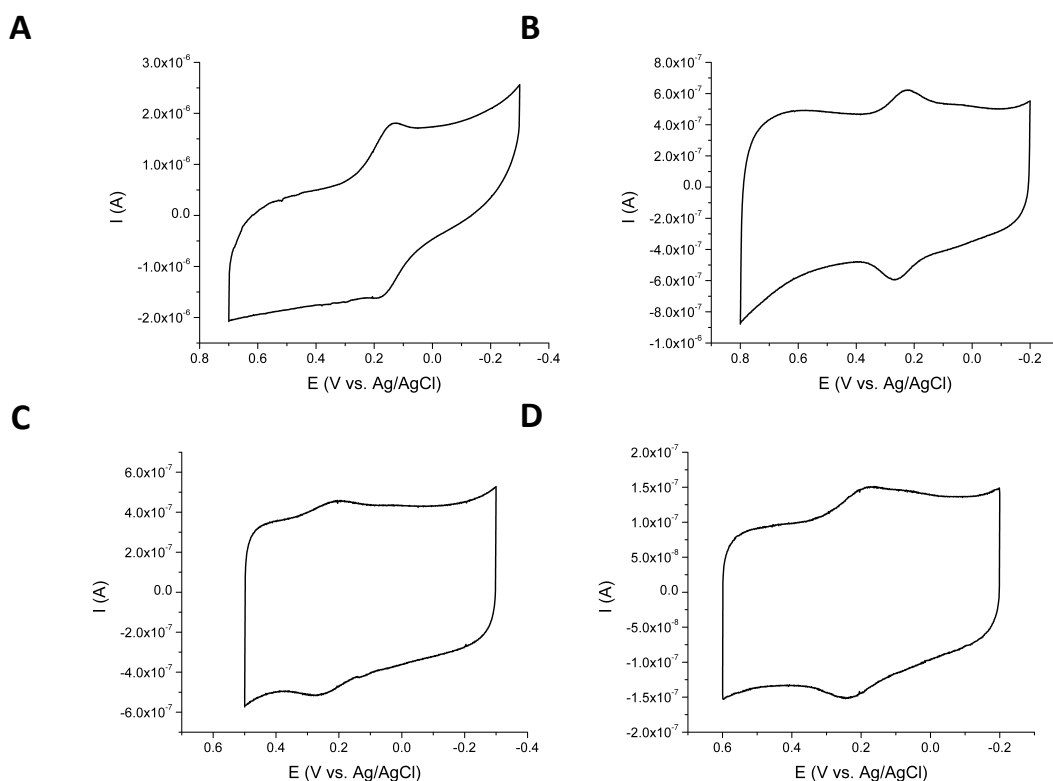 A
3.0x10⁻⁶
2.0x10⁻⁶
1.0x10⁻⁶
0.0
-1.0x10⁻⁶
-2.0x10⁻⁶
I (A)
0.8 0.6 0.4 0.2 0.0 -0.2 -0.4
E (V vs. Ag/AgCl)
B
8.0x10⁻⁷
6.0x10⁻⁷
4.0x10⁻⁷
2.0x10⁻⁷
0.0
-2.0x10⁻⁷
-4.0x10⁻⁷
-6.0x10⁻⁷
-8.0x10⁻⁷
-1.0x10⁻⁶
I (A)
0.8 0.6 0.4 0.2 0.0 -0.2
E (V vs. Ag/AgCl)
C
6.0x10⁻⁷
4.0x10⁻⁷
2.0x10⁻⁷
0.0
-2.0x10⁻⁷
-4.0x10⁻⁷
-6.0x10⁻⁷
I (A)
0.6 0.4 0.2 0.0 -0.2 -0.4
E (V vs. Ag/AgCl)
D
2.0x10⁻⁷
1.5x10⁻⁷
1.0x10⁻⁷
5.0x10⁻⁸
0.0
-5.0x10⁻⁸
-1.0x10⁻⁷
-1.5x10⁻⁷
-2.0x10⁻⁷
I (A)
0.6 0.4 0.2 0.0 -0.2
E (V vs. Ag/AgCl)